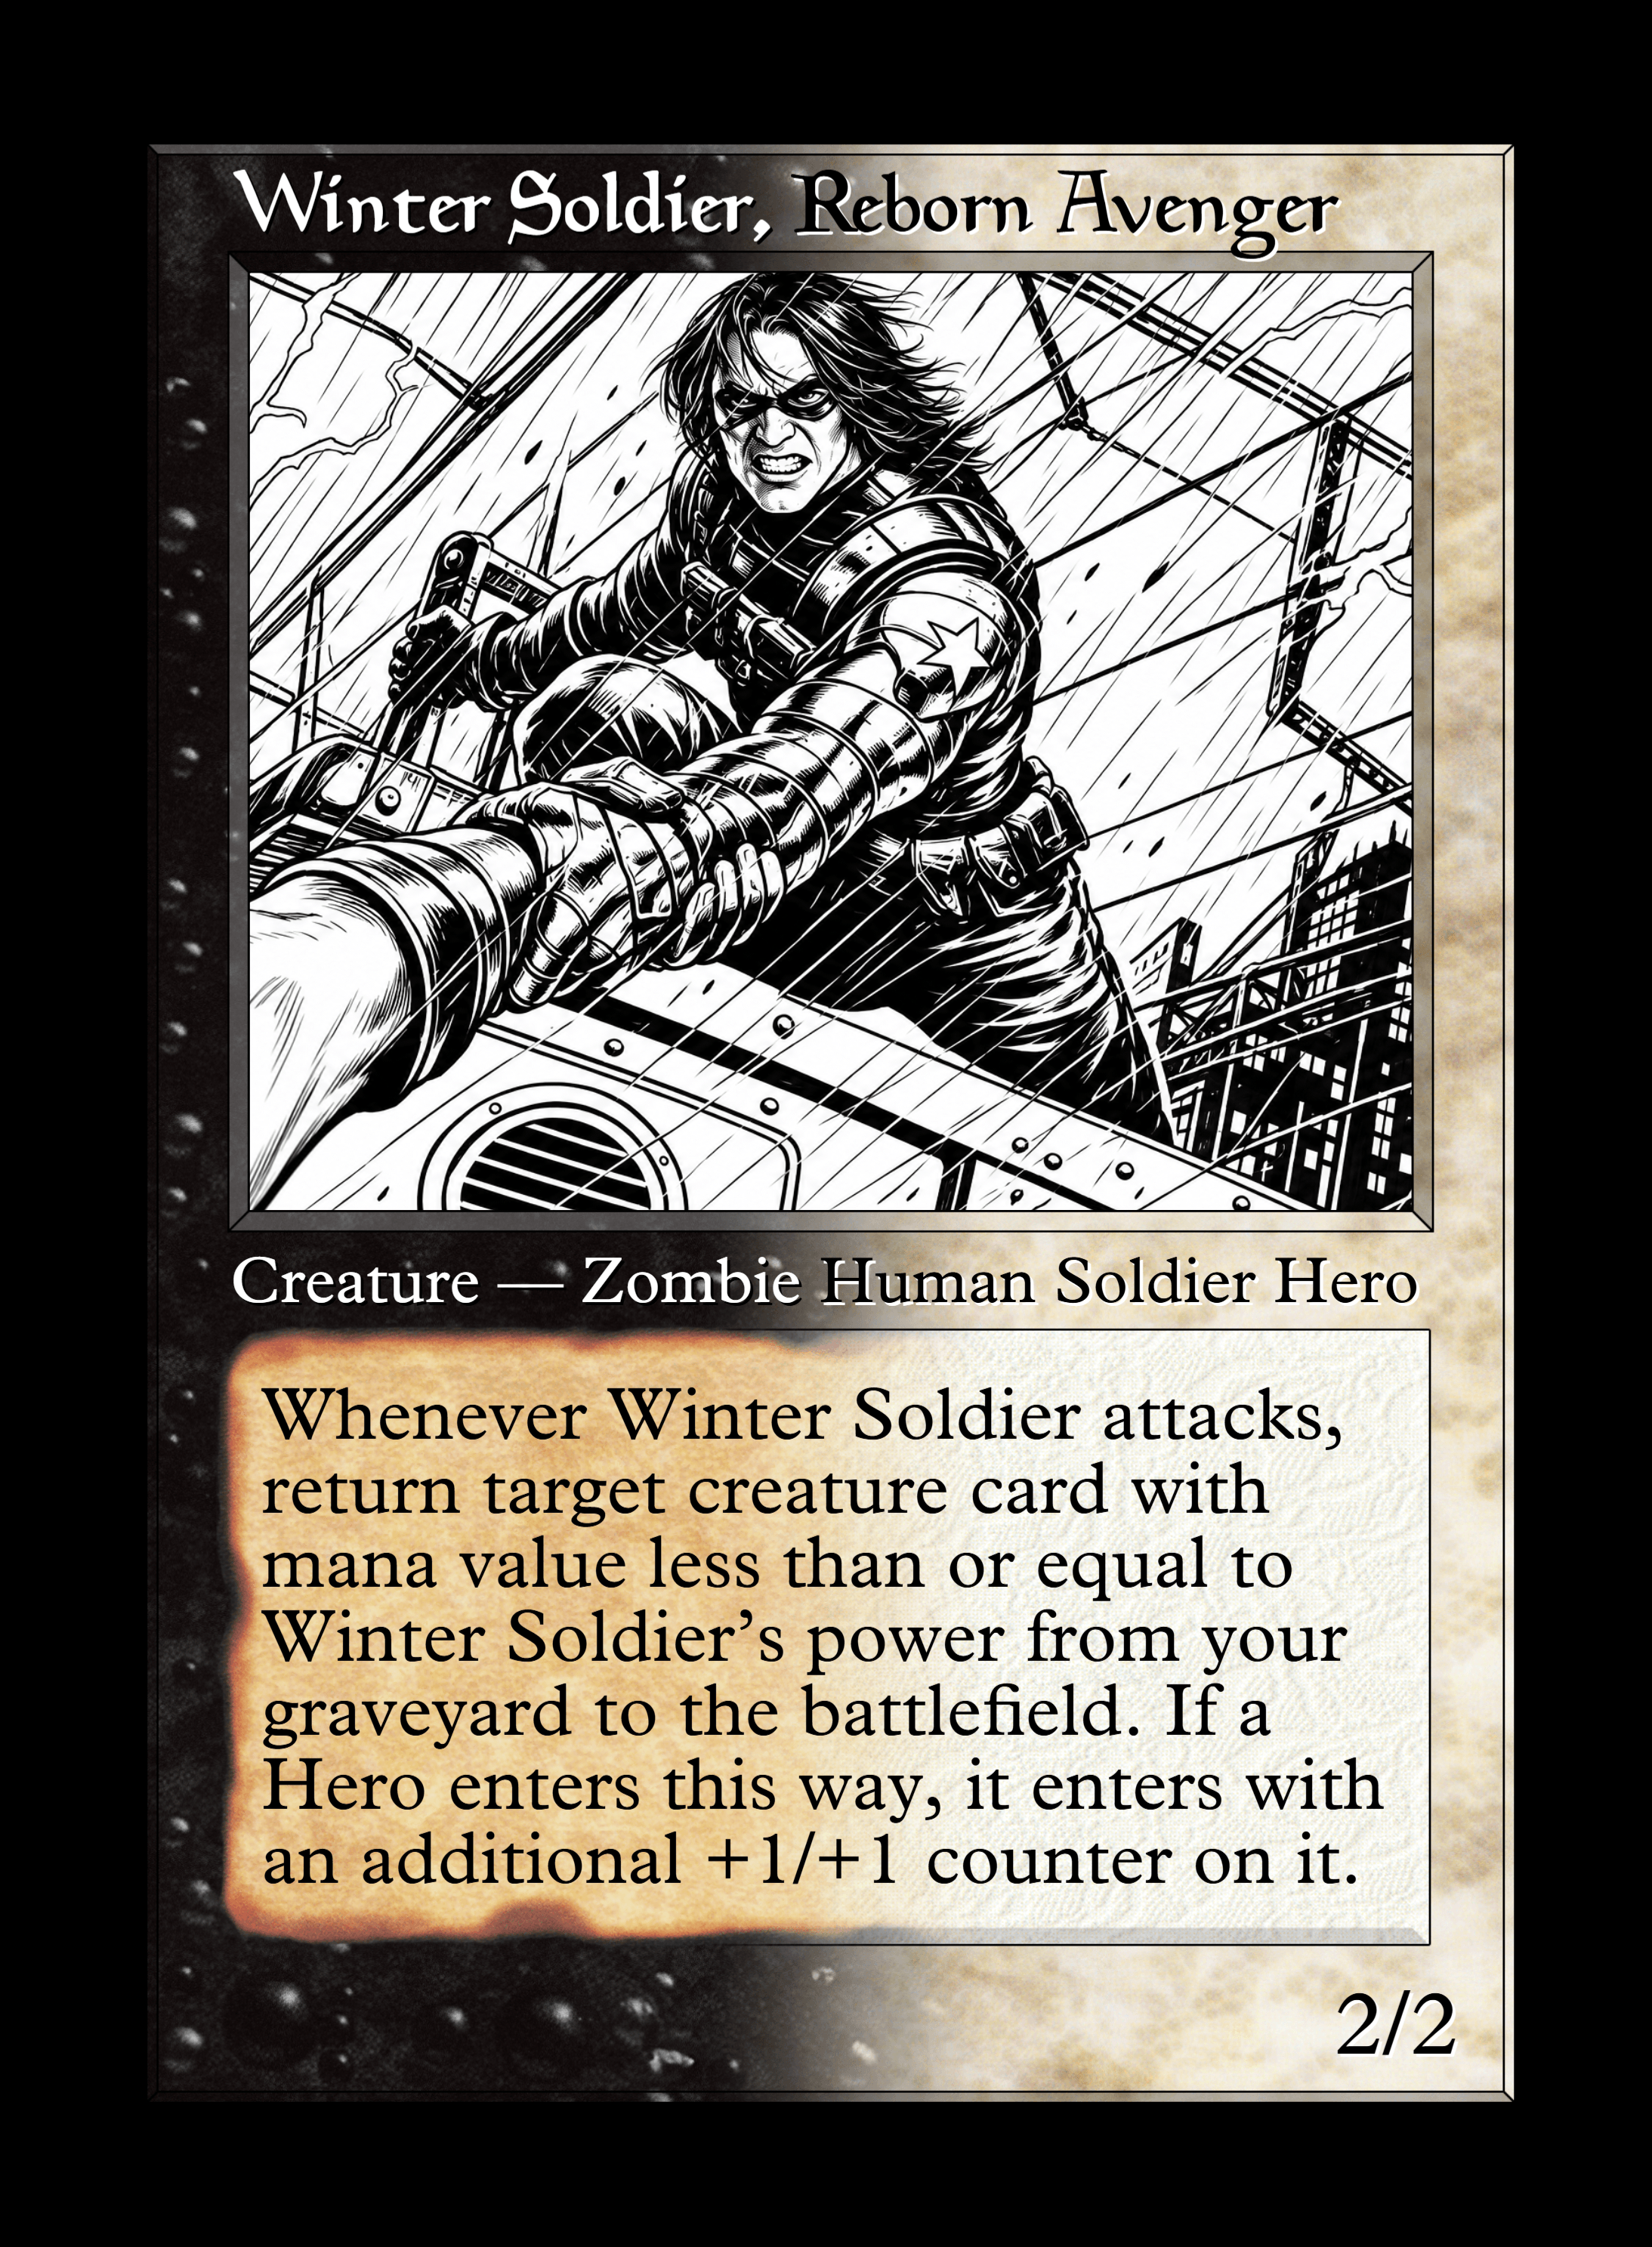 Winter Soldier, Reborn Avenger
Creature — Zombie Human Soldier Hero
Whenever Winter Soldier attacks,
return target creature card with
mana value less than or equal to
Winter Soldier’s power from your
graveyard to the battlefield. If a
Hero enters this way, it enters with
an additional +1/+1 counter on it.
2/2